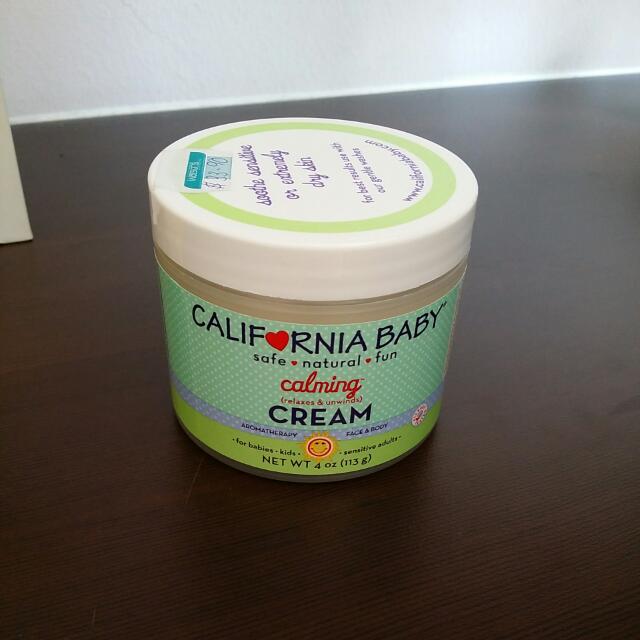 soothe sensitive
or extremely
dry skin
for best results use with
our gentle washes
www.californiababy.com
CALIFORNIA BABY
safe • natural • fun
calming™
(relaxes & unwinds)
CREAM
AROMATHERAPY FACE & BODY
• for babies • kids • sensitive adults •
NET WT 4 oz (113 g)